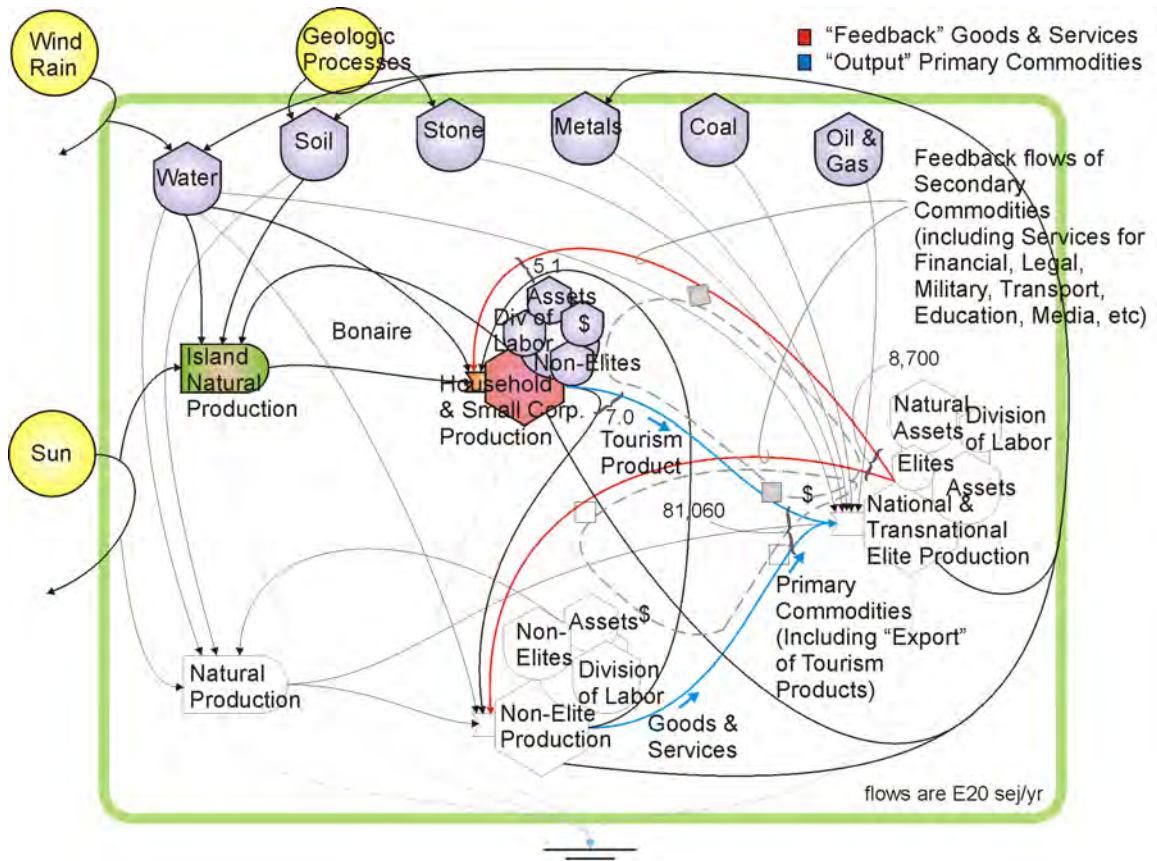 Wind
Rain
Geologic
Processes
"Feedback" Goods & Services
"Output" Primary Commodities
Water
Soil
Stone
Metals
Coal
Oil &
Gas
Feedback flows of
Secondary
Commodities
(including Services for
Financial, Legal,
Military, Transport,
Education, Media, etc)
5.1
Assets
Div of
Labor
$
Non-Elites
Bonaire
Island
Natural
Production
Household
& Small Corp.
Production
7.0
Tourism
Product
8,700
Natural
Assets
Division
of Labor
Elites
Assets
National &
Transnational
Elite Production
Sun
$
81,060
Primary
Commodities
(Including "Export"
of Tourism
Products)
Assets
$
Non-
Elites
Division
of Labor
Natural
Production
Non-Elite
Production
Goods &
Services
flows are E20 sej/yr